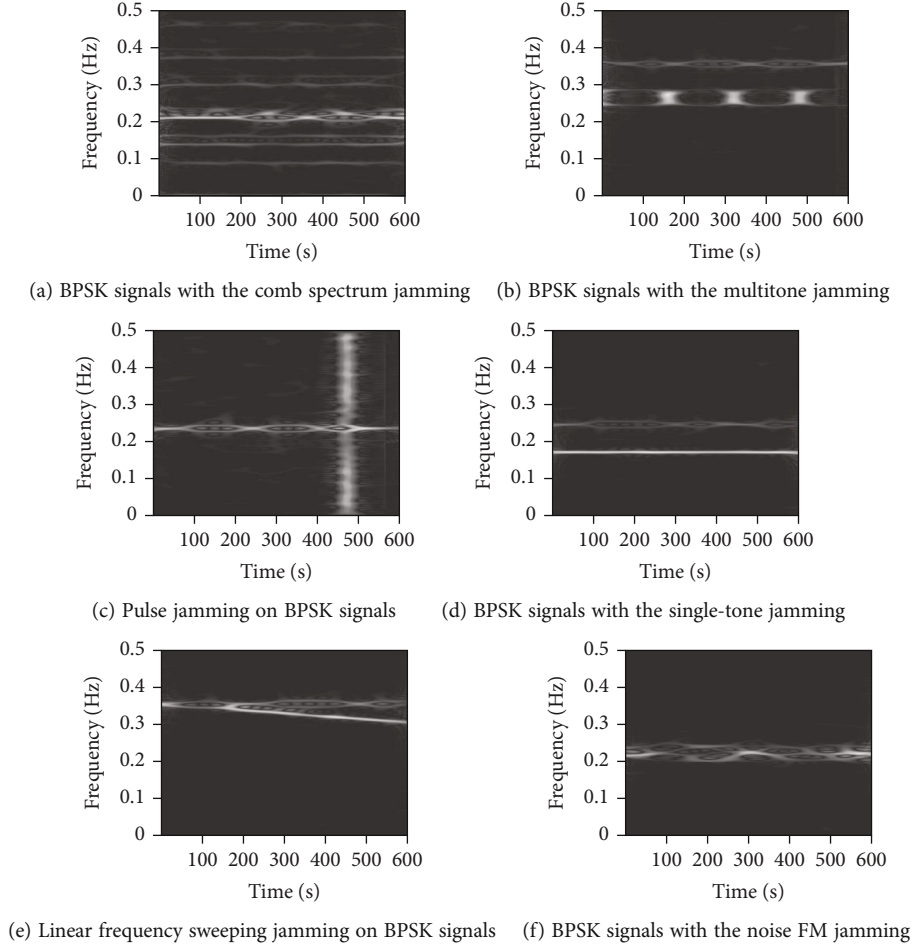 0.5
0.4
0.3
0.2
0.1
0
Frequency (Hz)
100 200 300 400 500 600
Time (s)
(a) BPSK signals with the comb spectrum jamming
0.5
0.4
0.3
0.2
0.1
0
Frequency (Hz)
100 200 300 400 500 600
Time (s)
(b) BPSK signals with the multitone jamming
0.5
0.4
0.3
0.2
0.1
0
Frequency (Hz)
100 200 300 400 500 600
Time (s)
(c) Pulse jamming on BPSK signals
0.5
0.4
0.3
0.2
0.1
0
Frequency (Hz)
100 200 300 400 500 600
Time (s)
(d) BPSK signals with the single-tone jamming
0.5
0.4
0.3
0.2
0.1
0
Frequency (Hz)
100 200 300 400 500 600
Time (s)
(e) Linear frequency sweeping jamming on BPSK signals
0.5
0.4
0.3
0.2
0.1
0
Frequency (Hz)
100 200 300 400 500 600
Time (s)
(f) BPSK signals with the noise FM jamming